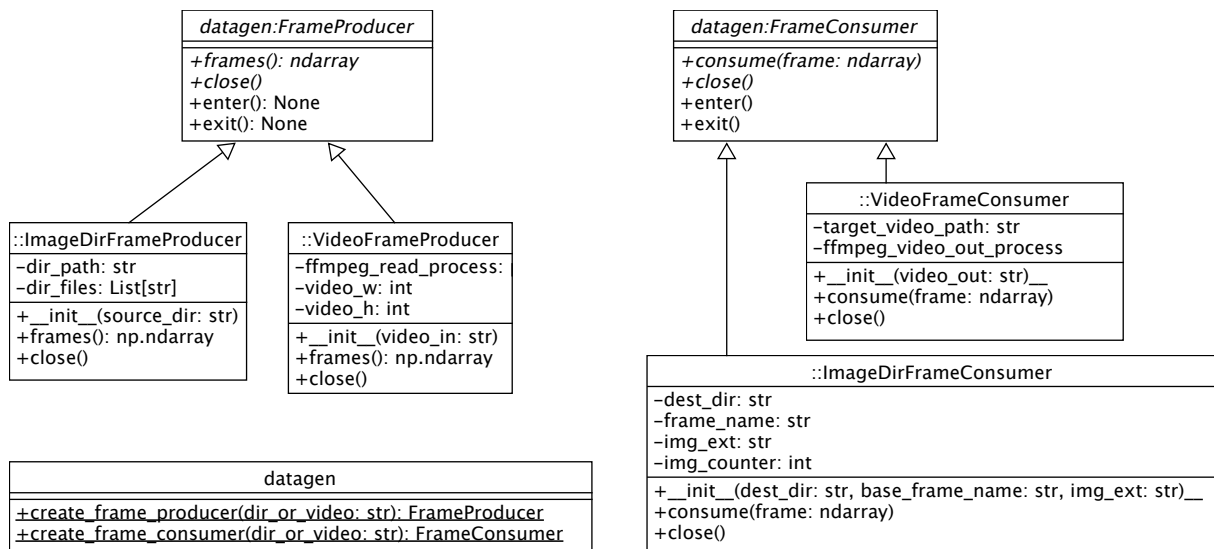 datagen:FrameProducer
+frames(): ndarray
+close()
+enter(): None
+exit(): None
datagen:FrameConsumer
+consume(frame: ndarray)
+close()
+enter()
+exit()
::ImageDirFrameProducer
-dir_path: str
-dir_files: List[str]
+__init__(source_dir: str)
+frames(): np.ndarray
+close()
::VideoFrameProducer
-ffmpeg_read_process:
-video_w: int
-video_h: int
+__init__(video_in: str)
+frames(): np.ndarray
+close()
::VideoFrameConsumer
-target_video_path: str
-ffmpeg_video_out_process
+__init__(video_out: str)__
+consume(frame: ndarray)
+close()
::ImageDirFrameConsumer
-dest_dir: str
-frame_name: str
-img_ext: str
-img_counter: int
+__init__(dest_dir: str, base_frame_name: str, img_ext: str)__
+consume(frame: ndarray)
+close()
datagen
+create_frame_producer(dir_or_video: str): FrameProducer
+create_frame_consumer(dir_or_video: str): FrameConsumer